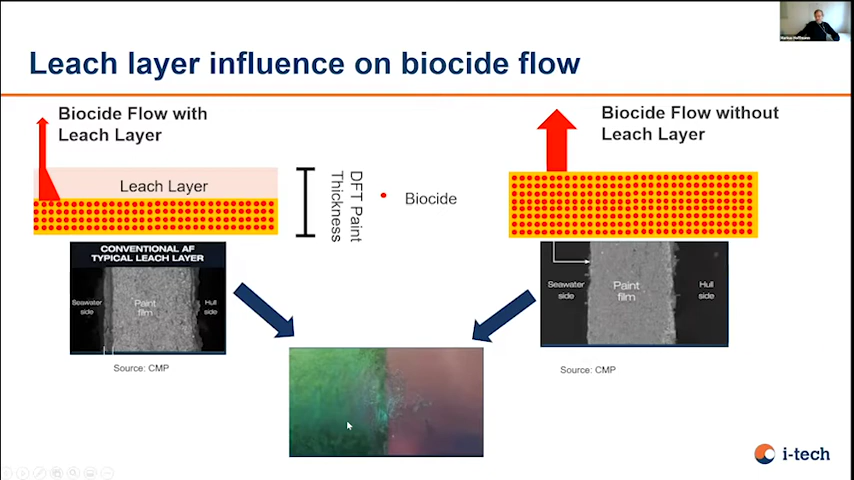 Leach layer influence on biocide flow
Biocide Flow with
Leach Layer
Leach Layer
DFT Paint
Thickness
Biocide
Biocide Flow without
Leach Layer
CONVENTIONAL AF
TYPICAL LEACH LAYER
Seawater
side
Paint
film
Hull
side
Source: CMP
Seawater
side
Paint
film
Hull
side
Source: CMP
i-tech